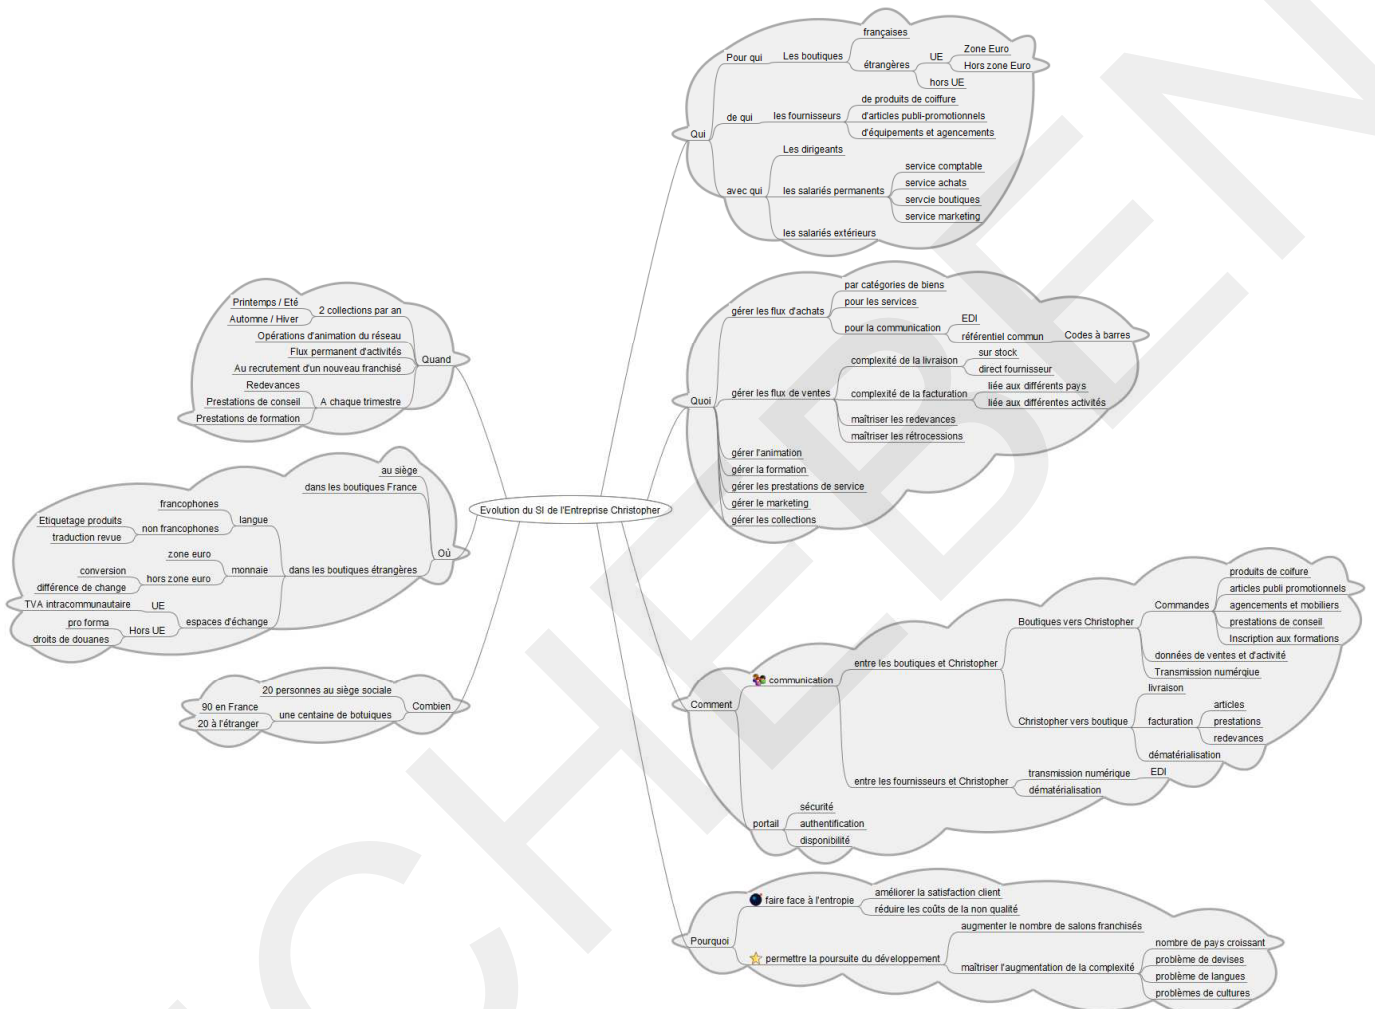 Evolution du SI de l'Entreprise Christopher
Qui
Pour qui
Les boutiques
françaises
étrangères
UE
Zone Euro
Hors zone Euro
hors UE
de qui
les fournisseurs
de produits de coiffure
d'articles publi-promotionnels
d'équipements et agencements
avec qui
Les dirigeants
les salariés permanents
service comptable
service achats
servcie boutiques
service marketing
les salariés extérieurs
Quoi
gérer les flux d'achats
par catégories de biens
pour les services
pour la communication
EDI
référentiel commun
Codes à barres
gérer les flux de ventes
complexité de la livraison
sur stock
direct fournisseur
complexité de la facturation
liée aux différents pays
liée aux différentes activités
maîtriser les redevances
maîtriser les rétrocessions
gérer l'animation
gérer la formation
gérer les prestations de service
gérer le marketing
gérer les collections
Comment
communication
entre les boutiques et Christopher
Boutiques vers Christopher
Commandes
produits de coifure
articles publi promotionnels
agencements et mobiliers
prestations de conseil
Inscription aux formations
données de ventes et d'activité
Transmission numérqiue
Christopher vers boutique
livraison
facturation
articles
prestations
redevances
dématérialisation
entre les fournisseurs et Christopher
transmission numérique
EDI
dématérialisation
portail
sécurité
authentification
disponibilité
Pourquoi
faire face à l'entropie
améliorer la satisfaction client
réduire les coûts de la non qualité
permettre la poursuite du développement
augmenter le nombre de salons franchisés
maîtriser l'augmentation de la complexité
nombre de pays croissant
problème de devises
problème de langues
problèmes de cultures
Quand
2 collections par an
Printemps / Eté
Automne / Hiver
Opérations d'animation du réseau
Flux permanent d'activités
Au recrutement d'un nouveau franchisé
A chaque trimestre
Redevances
Prestations de conseil
Prestations de formation
Où
au siège
dans les boutiques France
dans les boutiques étrangères
langue
francophones
non francophones
Etiquetage produits
traduction revue
monnaie
zone euro
hors zone euro
conversion
différence de change
espaces d'échange
UE
TVA intracommunautaire
Hors UE
pro forma
droits de douanes
Combien
20 personnes au siège sociale
une centaine de botuiques
90 en France
20 à l'étranger